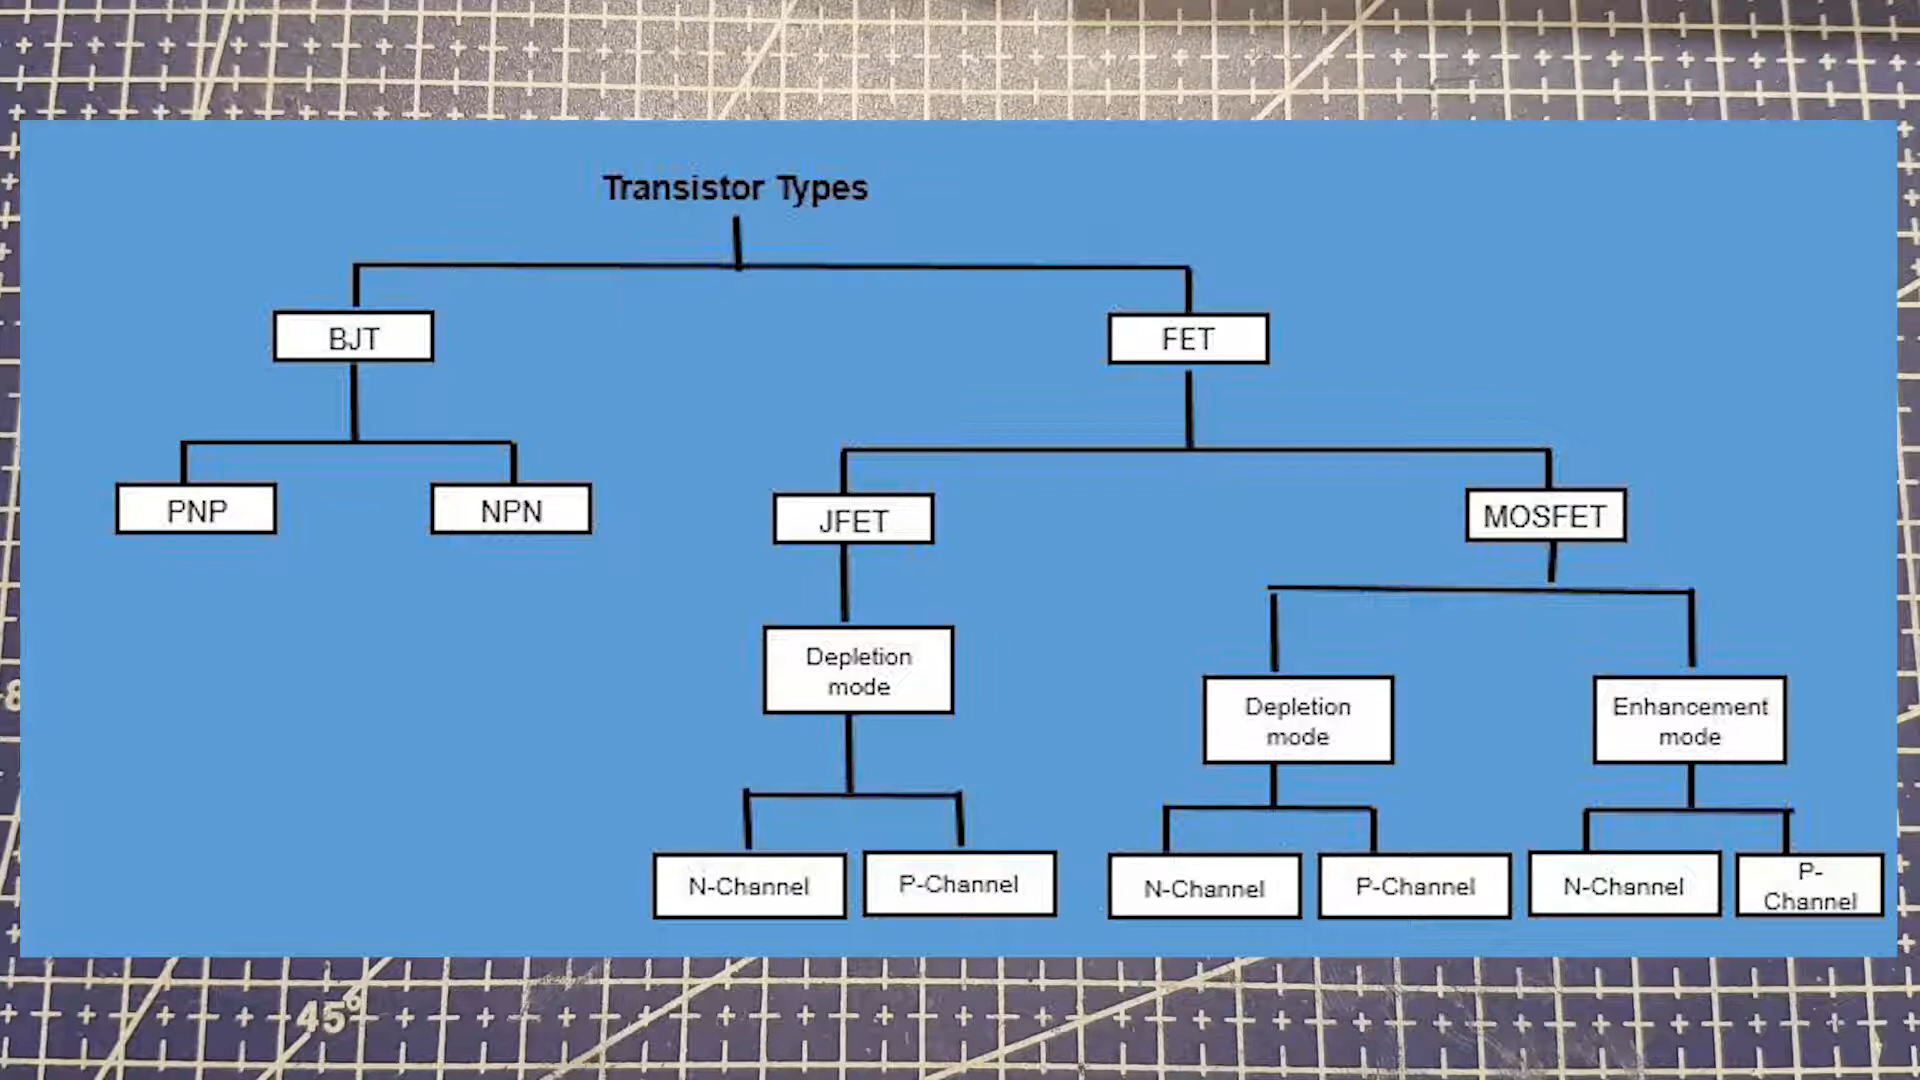 Transistor Types
BJT
FET
PNP
NPN
JFET
MOSFET
Depletion
mode
Depletion
mode
Enhancement
mode
N-Channel
P-Channel
N-Channel
P-Channel
N-Channel
P-
Channel
8
45°